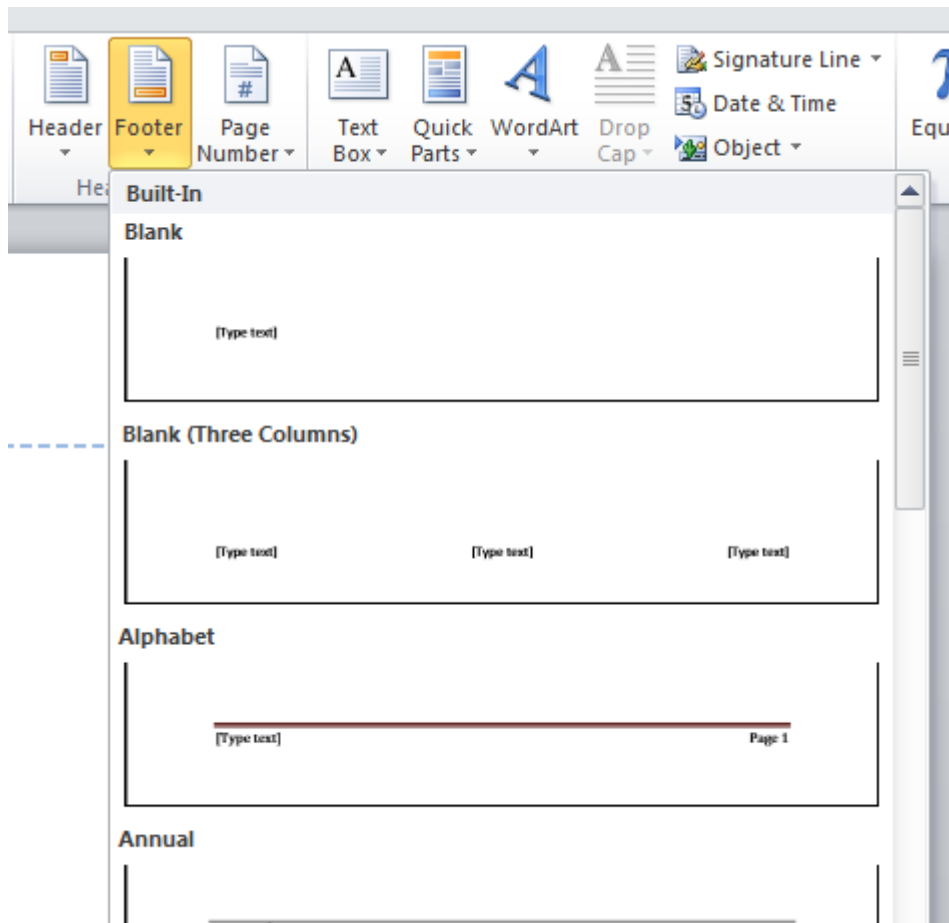 A A Signature Line
# 5 Date & Time
Header Footer Page Text Quick WordArt Drop Equ
Number Box Parts Cap Object
Hea
Built-In
Blank
[Type text]
Blank (Three Columns)
[Type text] [Type text] [Type text]
Alphabet
[Type text] Page 1
Annual